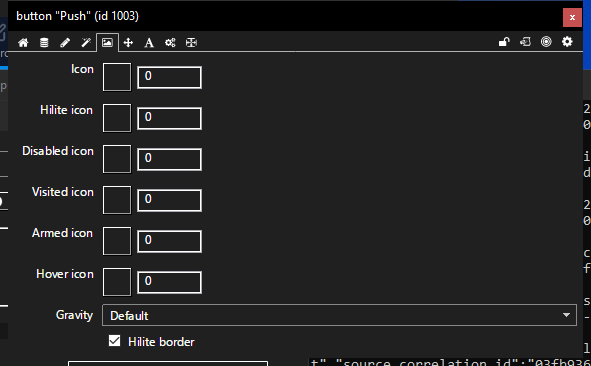 button "Push" (id 1003)
x
A
Icon 0
Hilite icon 0
Disabled icon 0
Visited icon 0
Armed icon 0
Hover icon 0
Gravity Default
Hilite border
t","source_correlation_id":"03fb936